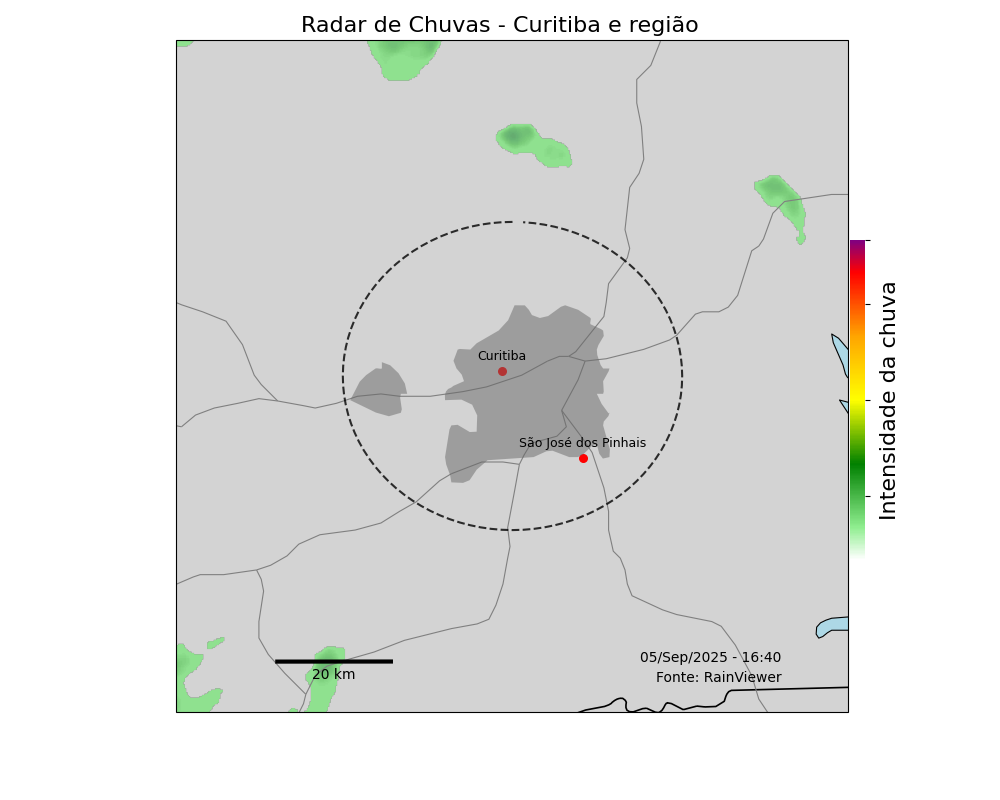 Radar de Chuvas - Curitiba e região
Curitiba
São José dos Pinhais
Intensidade da chuva
05/Sep/2025 - 16:40
20 km
Fonte: RainViewer